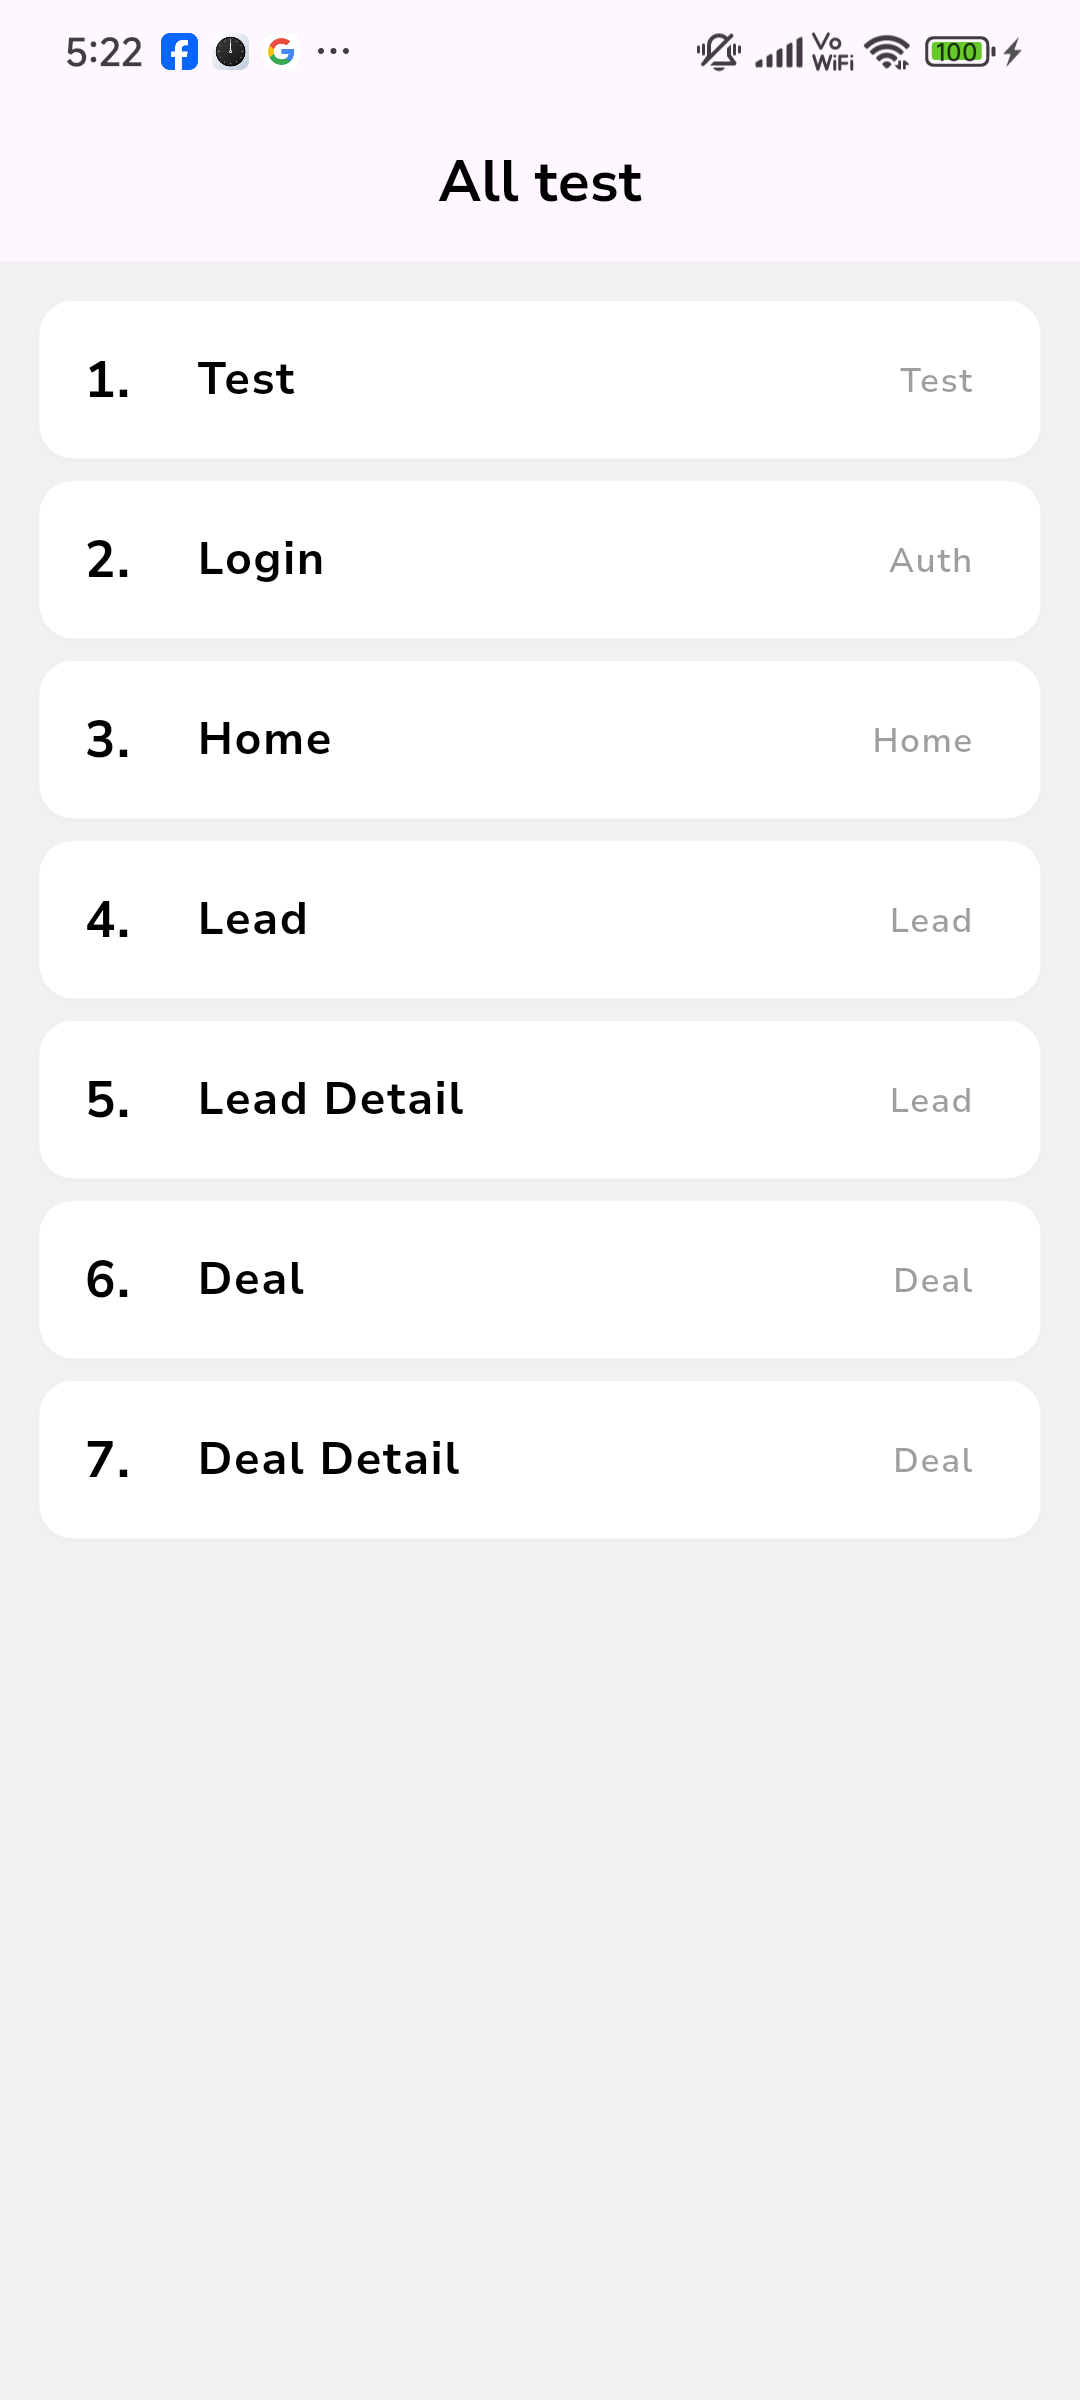 5:22
Vo
WiFi
100
All test
1. Test Test
2. Login Auth
3. Home Home
4. Lead Lead
5. Lead Detail Lead
6. Deal Deal
7. Deal Detail Deal